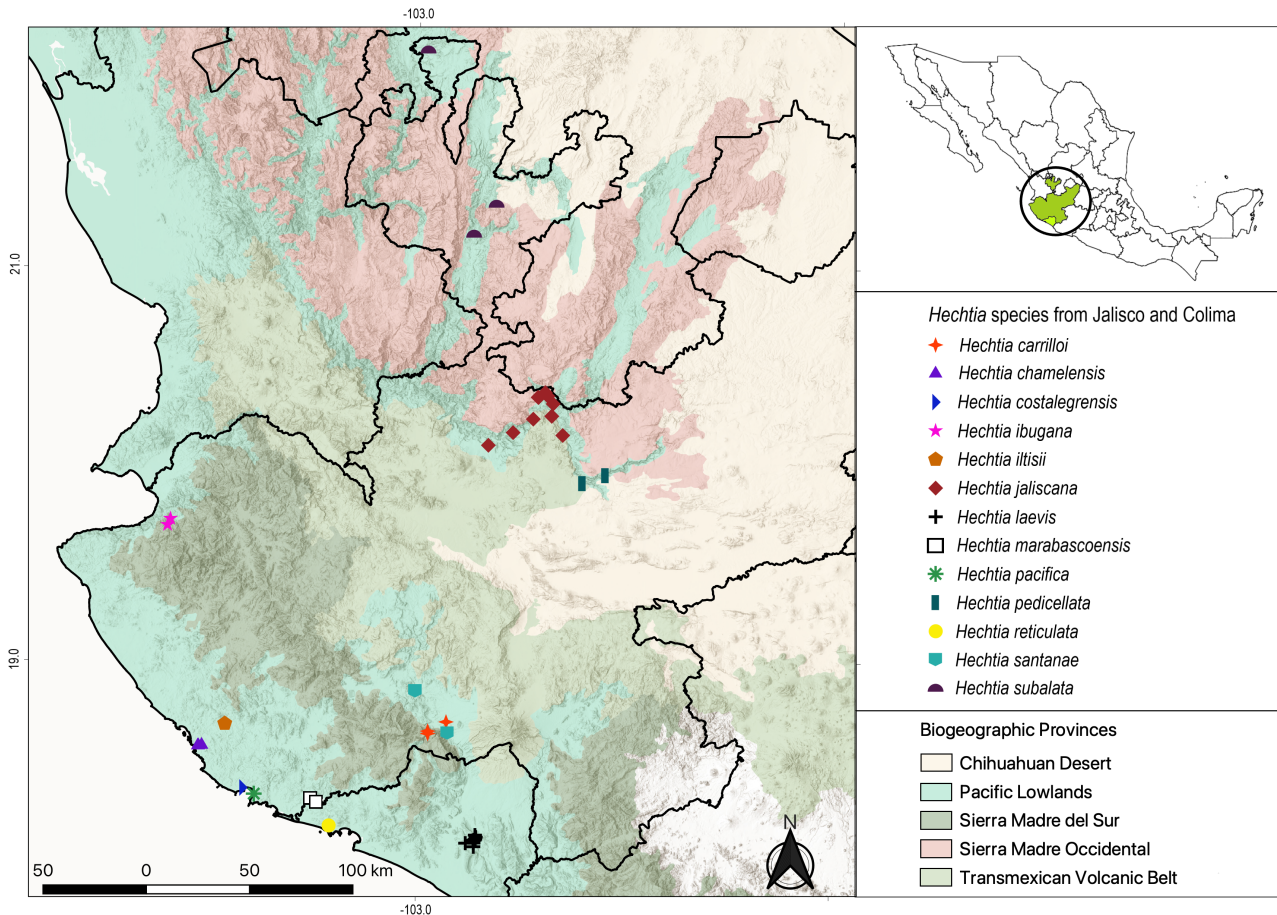 -103.0
21.0
19.0
N
50 0 50 100 km
-103.0
Hechtia species from Jalisco and Colima
Hechtia carrilloi
Hechtia chamelensis
Hechtia costalegrensis
Hechtia ibugana
Hechtia iltisii
Hechtia jaliscana
Hechtia laevis
Hechtia marabascoensis
Hechtia pacifica
Hechtia pedicellata
Hechtia reticulata
Hechtia santanae
Hechtia subalata
Biogeographic Provinces
Chihuahuan Desert
Pacific Lowlands
Sierra Madre del Sur
Sierra Madre Occidental
Transmexican Volcanic Belt